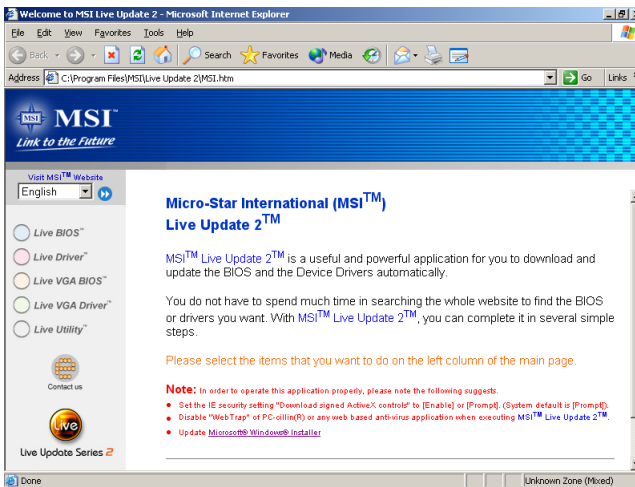 Welcome to MSI Live Update 2 - Microsoft Internet Explorer
File Edit View Favorites Tools Help
Back Search Favorites Media
Address C:\Program Files\MSI\Live Update 2\MSI.htm Go Links
MSI MSI™
Link to the Future
Visit MSI™ Website
English
Live BIOS™
Live Driver™
Live VGA BIOS™
Live VGA Driver™
Live Utility™
Contact us
Live
Live Update Series 2
Micro-Star International (MSI™)
Live Update 2™
MSI™ Live Update 2™ is a useful and powerful application for you to download and
update the BIOS and the Device Drivers automatically.
You do not have to spend much time in searching the whole website to find the BIOS
or drivers you want. With MSI™ Live Update 2™, you can complete it in several simple
steps.
Please select the items that you want to do on the left column of the main page.
Note: In order to operate this application properly, please note the following suggests.
Set the IE security setting "Download signed ActiveX controls" to [Enable] or [Prompt]. (System default is [Prompt]).
Disable "Web Trap" of PC-cillin(R) or any web based anti-virus application when executing MSI™ Live Update 2™.
Update Microsoft® Windows® Installer
Done Unknown Zone (Mixed)